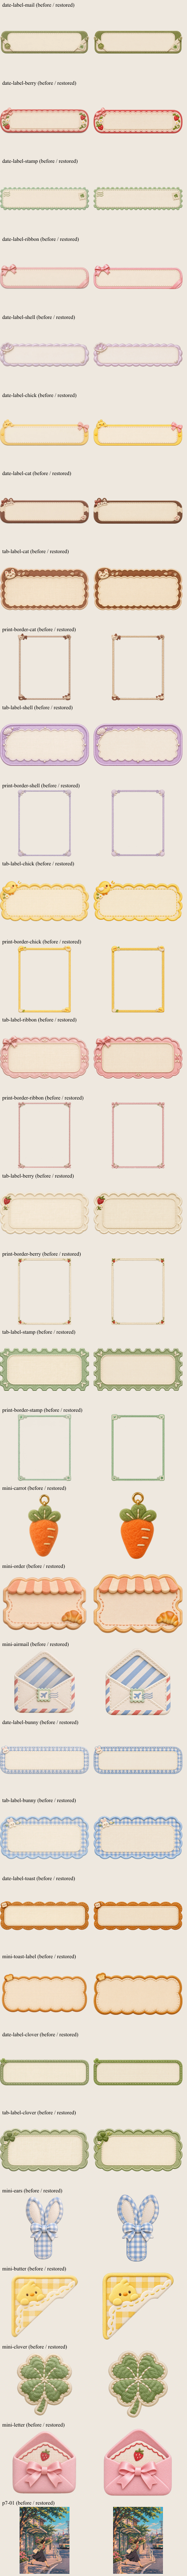 date-label-mail (before / restored)
date-label-berry (before / restored)
date-label-stamp (before / restored)
date-label-ribbon (before / restored)
date-label-shell (before / restored)
date-label-chick (before / restored)
date-label-cat (before / restored)
tab-label-cat (before / restored)
print-border-cat (before / restored)
tab-label-shell (before / restored)
print-border-shell (before / restored)
tab-label-chick (before / restored)
print-border-chick (before / restored)
tab-label-ribbon (before / restored)
print-border-ribbon (before / restored)
tab-label-berry (before / restored)
print-border-berry (before / restored)
tab-label-stamp (before / restored)
print-border-stamp (before / restored)
mini-carrot (before / restored)
mini-order (before / restored)
mini-airmail (before / restored)
date-label-bunny (before / restored)
tab-label-bunny (before / restored)
date-label-toast (before / restored)
mini-toast-label (before / restored)
date-label-clover (before / restored)
tab-label-clover (before / restored)
mini-ears (before / restored)
mini-butter (before / restored)
mini-clover (before / restored)
mini-letter (before / restored)
p7-01 (before / restored)